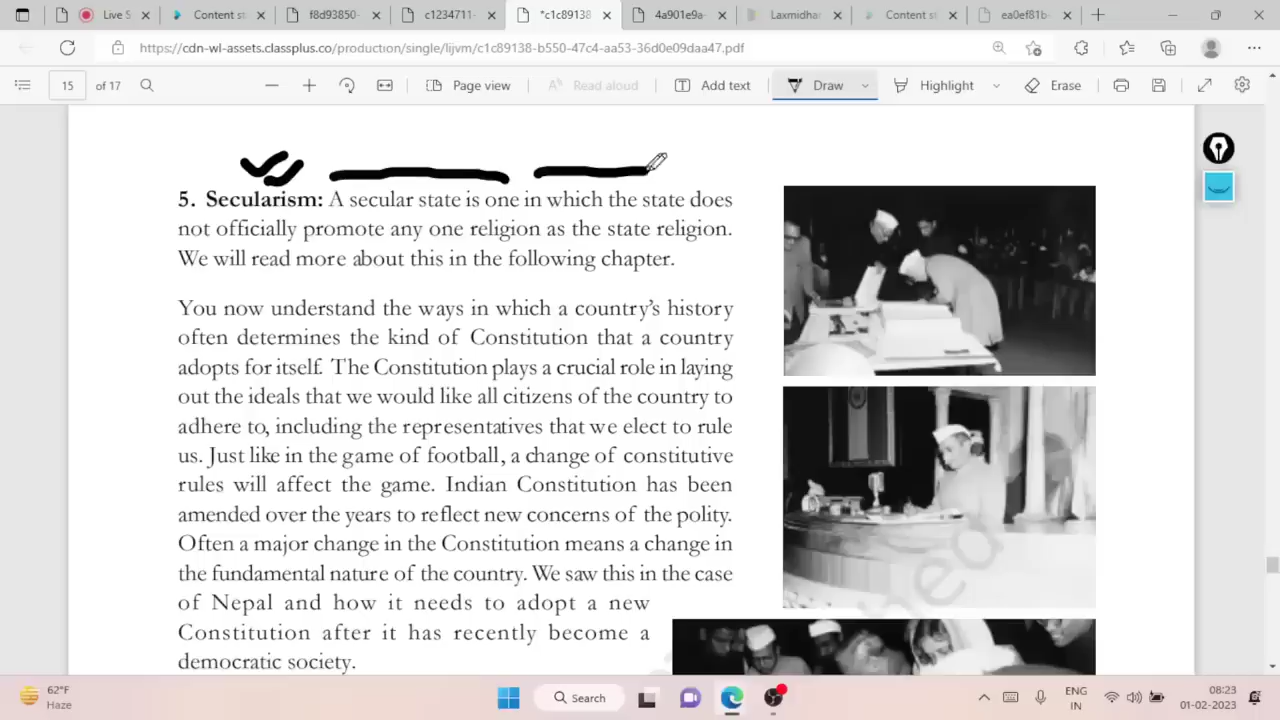 Live S
Content st
f8d93850-
c1234711-
*c1c89138
4a901e9a-
Laxmidha
Content st
ea0ef81b-
https://cdn-wl-assets.classplus.co/production/single/lijvm/c1c89138-b550-47c4-aa53-36d0e09daa47.pdf
15 of 17
Page view
Read aloud
Add text
Draw
Highlight
Erase
5. Secularism: A secular state is one in which the state does
not officially promote any one religion as the state religion.
We will read more about this in the following chapter.
You now understand the ways in which a country's history
often determines the kind of Constitution that a country
adopts for itself. The Constitution plays a crucial role in laying
out the ideals that we would like all citizens of the country to
adhere to, including the representatives that we elect to rule
us. Just like in the game of football, a change of constitutive
rules will affect the game. Indian Constitution has been
amended over the years to reflect new concerns of the polity.
Often a major change in the Constitution means a change in
the fundamental nature of the country. We saw this in the case
of Nepal and how it needs to adopt a new
Constitution after it has recently become a
democratic society.
62°F
Haze
Search
ENG
IN
08:23
01-02-2023